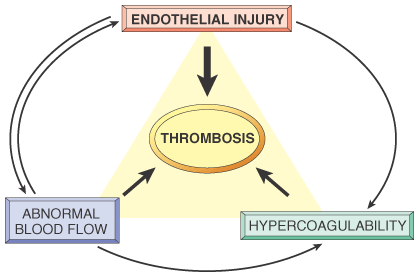 ENDOTHELIAL INJURY
THROMBOSIS
ABNORMAL
BLOOD FLOW
HYPERCOAGULABILITY